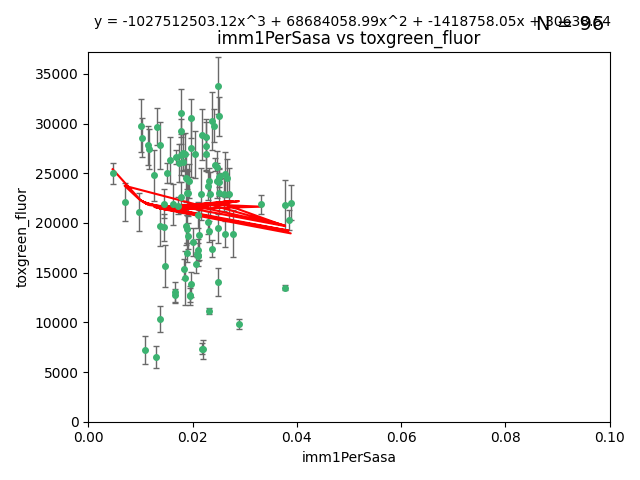 y = -1027512503.12x^3 + 68684058.99x^2 + -1418758.05x +
N = 96
imm1PerSasa vs toxgreen_fluor
35000
30000
25000
20000
15000
10000
5000
0
toxgreen_fluor
0.00 0.02 0.04 0.06 0.08 0.10
imm1PerSasa